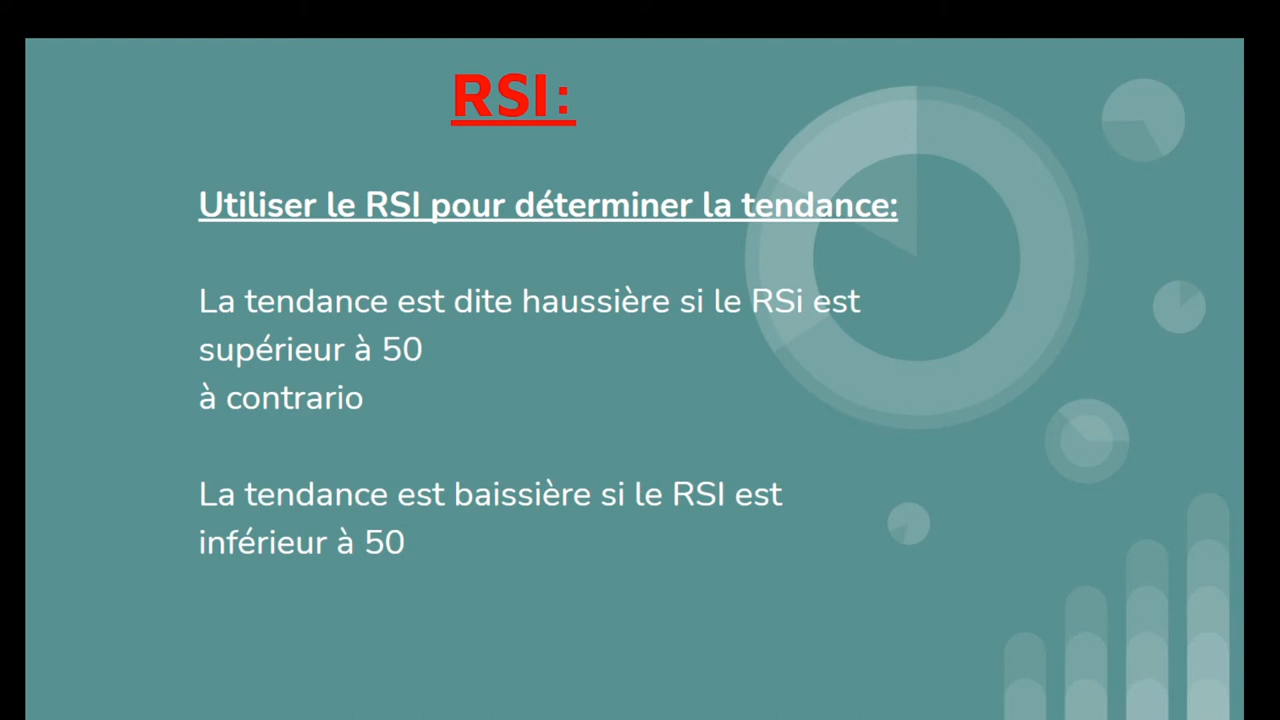 RSI:
Utiliser le RSI pour déterminer la tendance:
La tendance est dite haussière si le RSi est
supérieur à 50
à contrario
La tendance est baissière si le RSI est
inférieur à 50